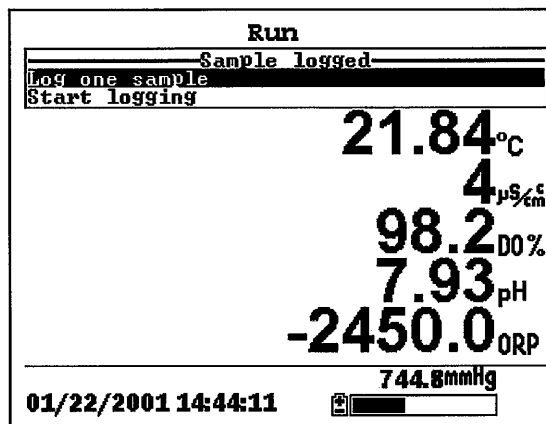 Run
Sample logged
Log one sample
Start logging
21.84°C
4µS/cm c
98.2DO%
7.93pH
-2450.0ORP
744.8mmHg
01/22/2001 14:44:11